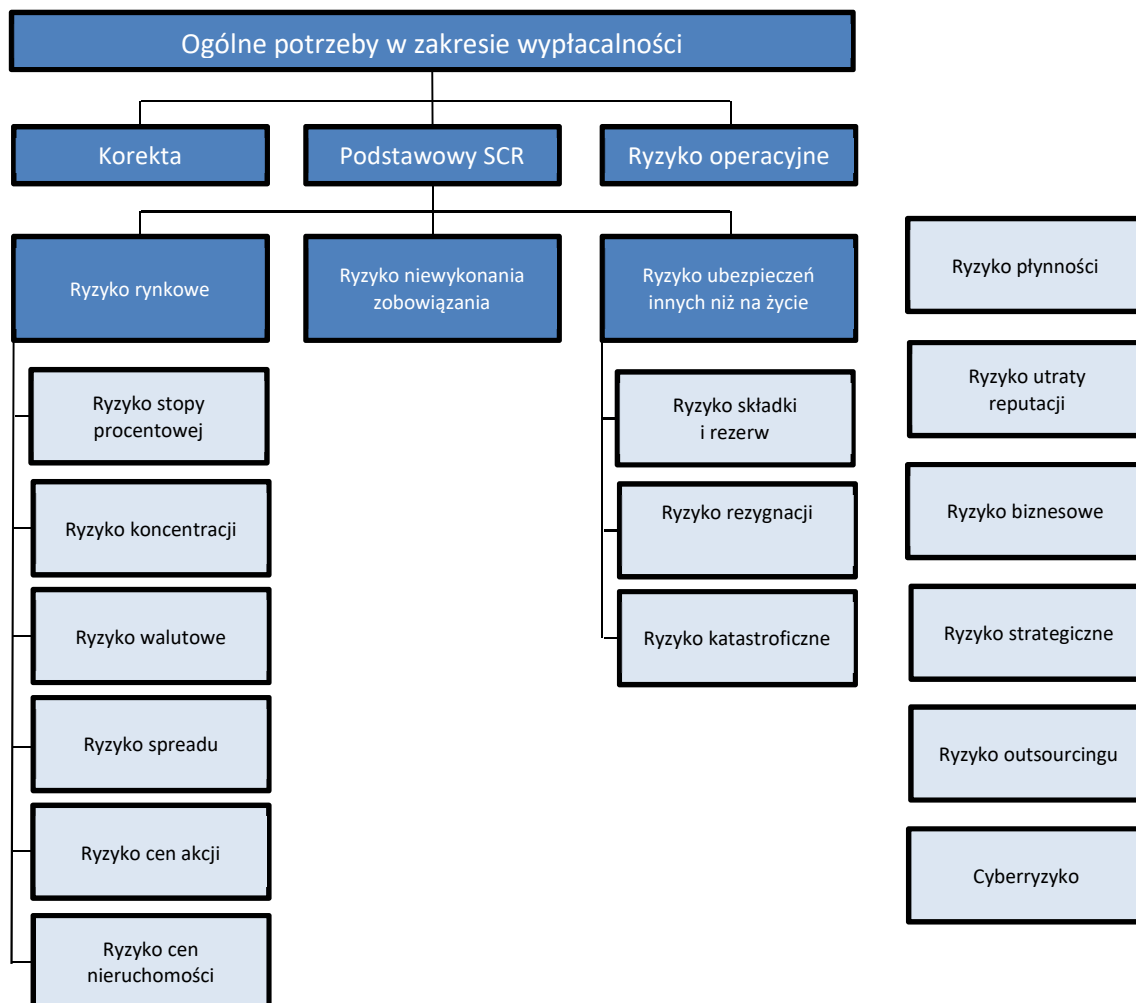 Ogólne potrzeby w zakresie wypłacalności
Korekta
Podstawowy SCR
Ryzyko operacyjne
Ryzyko rynkowe
Ryzyko niewykonania
zobowiązania
Ryzyko ubezpieczeń
innych niż na życie
Ryzyko stopy
procentowej
Ryzyko koncentracji
Ryzyko walutowe
Ryzyko spreadu
Ryzyko cen akcji
Ryzyko cen
nieruchomości
Ryzyko składki
i rezerw
Ryzyko rezygnacji
Ryzyko katastroficzne
Ryzyko płynności
Ryzyko utraty
reputacji
Ryzyko biznesowe
Ryzyko strategiczne
Ryzyko outsourcingu
Cyberryzyko